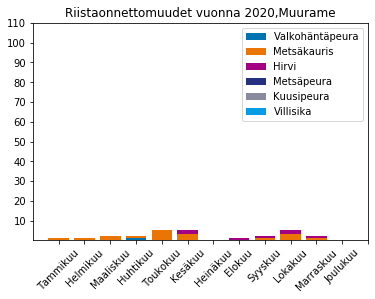 Riistaonnettomuudet vuonna 2020,Muurame
110
100
90
80
70
60
50
40
30
20
10
Valkohäntäpeura
Metsäkauris
Hirvi
Metsäpeura
Kuusipeura
Villisika
Tammikuu
Helmikuu
Maaliskuu
Huhtikuu
Toukokuu
Kesäkuu
Heinäkuu
Elokuu
Syyskuu
Lokakuu
Marraskuu
Joulukuu